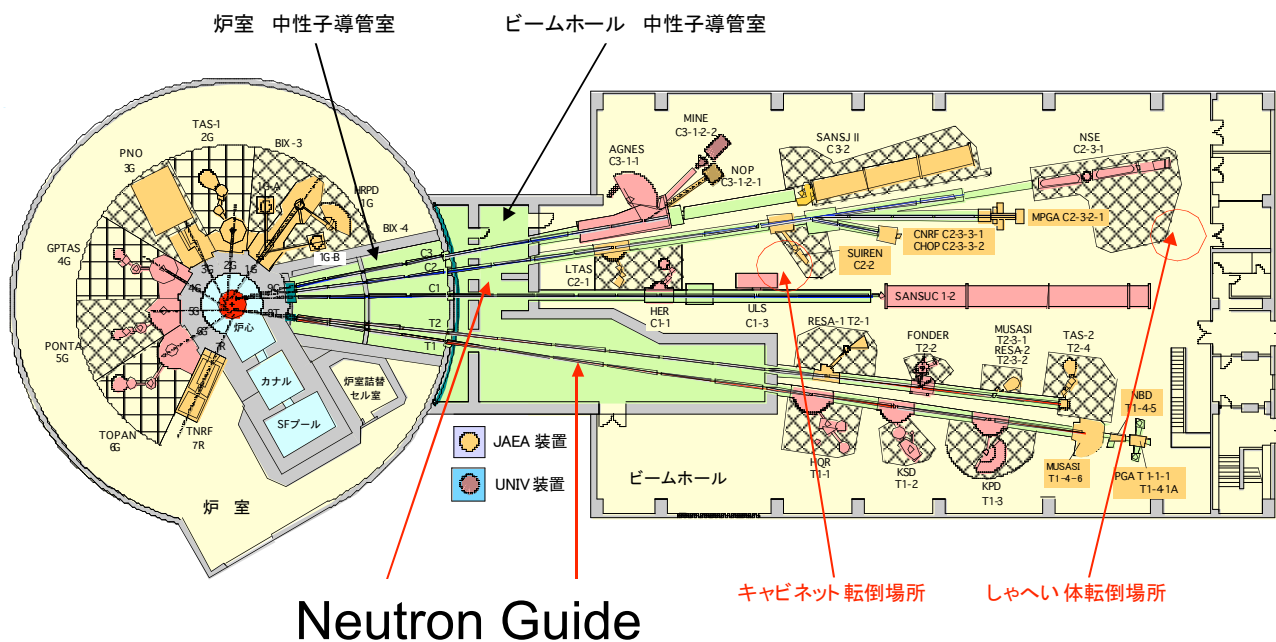 炉室 中性子導管室
ビームホール 中性子導管室
TAS-1
2G
BIX-3
PNO
3G
1G-A
HRPD
1G
GPTAS
4G
BIX-4
1G-B
3G
2G
1G
4G
5G
6G
7R
9C
8T
炉心
PONTA
5G
カナル
SFプール
炉室詰替
セル室
TOPAN
6G
TNRF
7R
炉 室
C3
C2
C1
T2
T1
MINE
C3-1-2-2
AGNES
C3-1-1
NOP
C3-1-2-1
SANSJ II
C3-2
NSE
C2-3-1
MPGA C2-3-2-1
CNRF C2-3-3-1
CHOP C2-3-3-2
SUIREN
C2-2
LTAS
C2-1
HER
C1-1
ULS
C1-3
SANSUC 1-2
RESA-1 T2-1
FONDER
T2-2
MUSASI
T2-3-1
RESA-2
T2-3-2
TAS-2
T2-4
NBD
T1-4-5
HQR
T1-1
KSD
T1-2
KPD
T1-3
MUSASI
T1-4-6
PGA T 1-1-1
T1-4-1A
ビームホール
JAEA 装置
UNIV 装置
キャビネット 転倒場所
しゃへい 体転倒場所
Neutron Guide